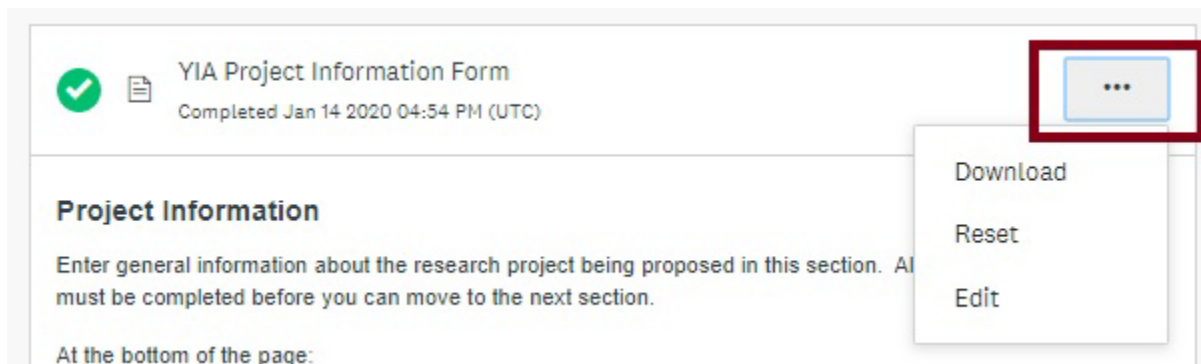 YIA Project Information Form
Completed Jan 14 2020 04:54 PM (UTC)
...
Download
Reset
Edit
Project Information
Enter general information about the research project being proposed in this section.
must be completed before you can move to the next section.
At the bottom of the page: